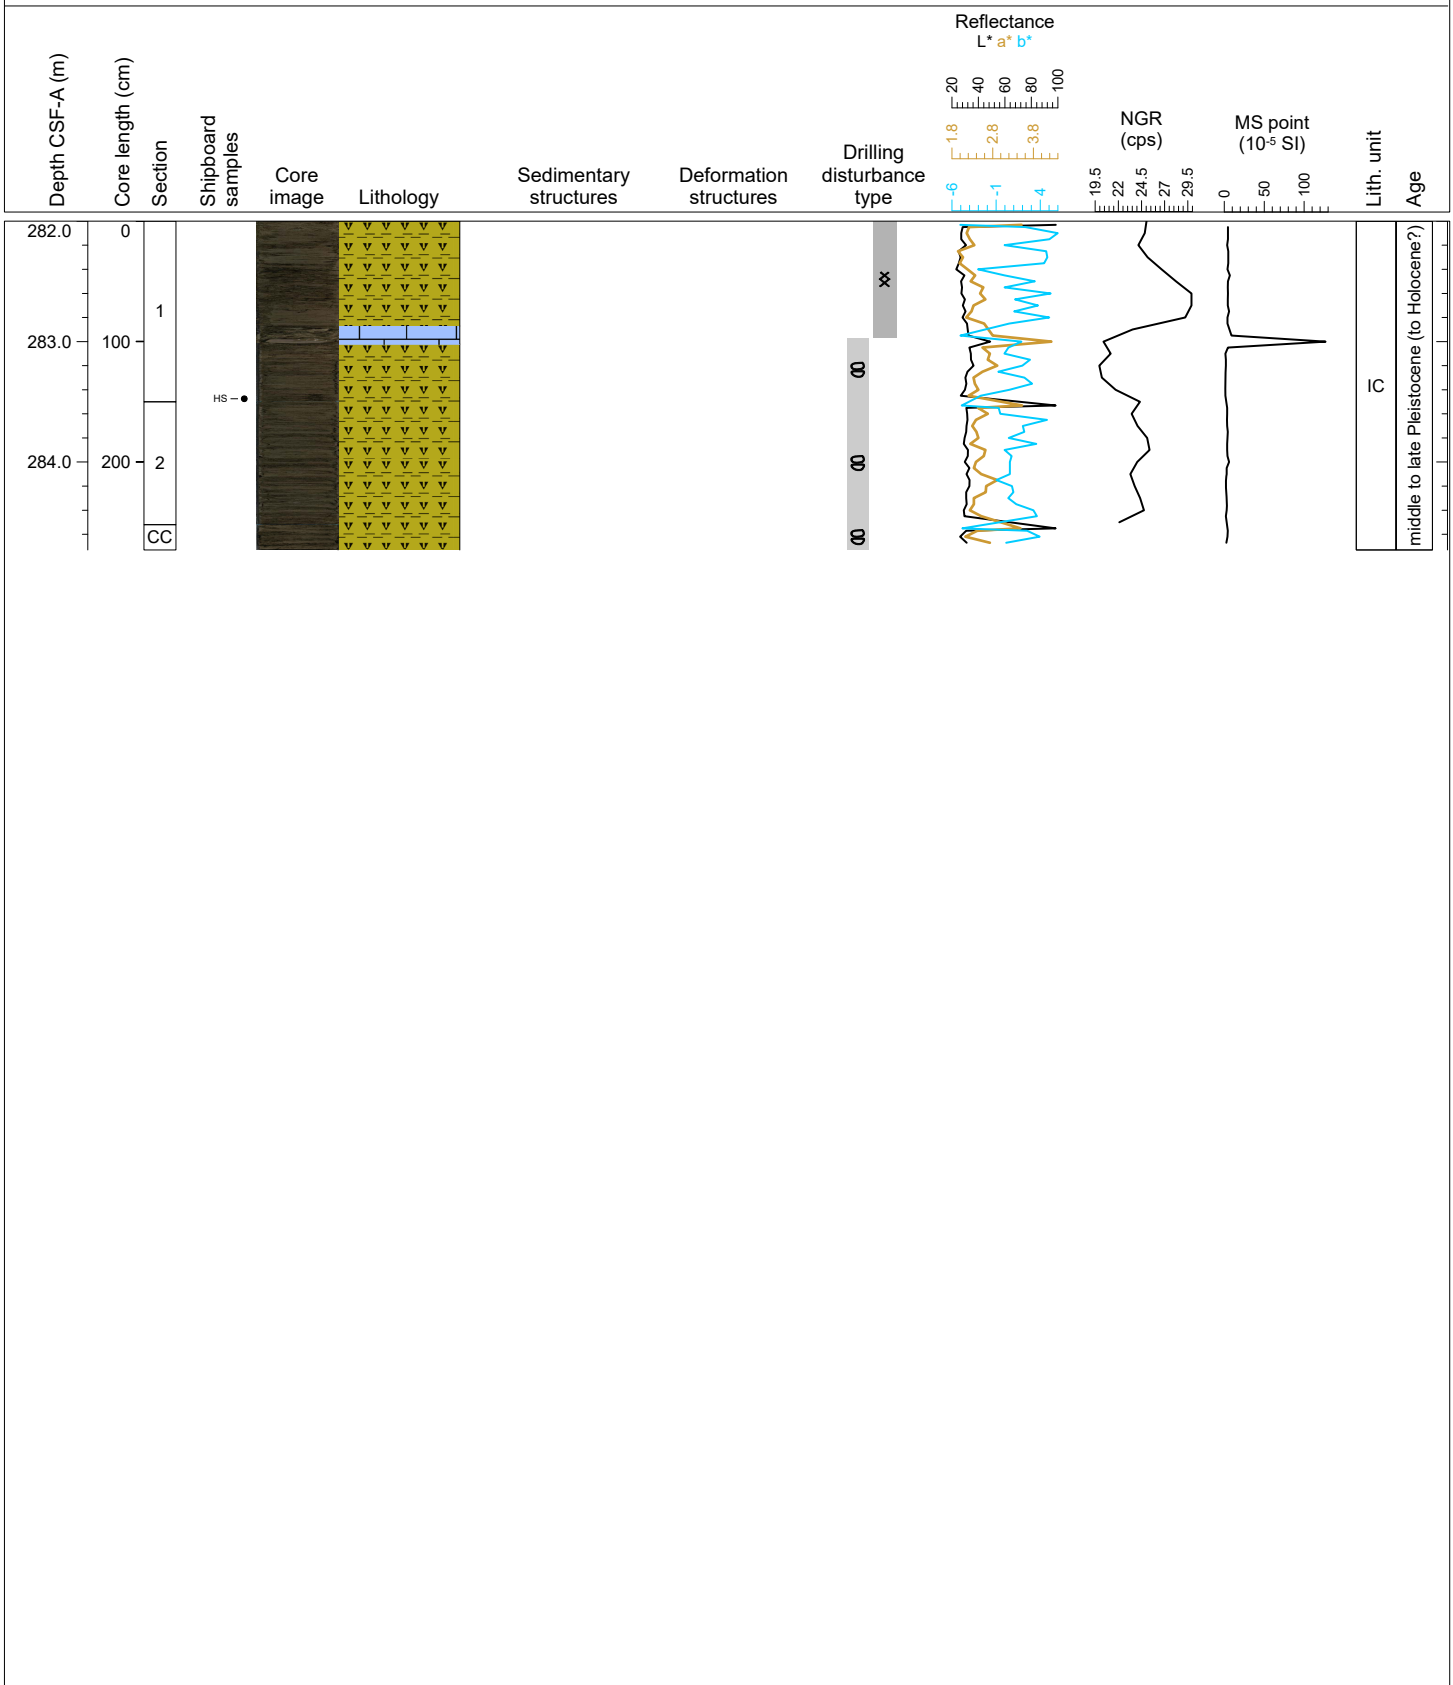 Depth CSF-A (m)
Core length (cm)
Section
Shipboard
samples
Core
image
Lithology
Sedimentary
structures
Deformation
structures
Drilling
disturbance
type
Reflectance
L* a* b*
20 40 60 80 100
1.8 2.8 3.8
-6 -1 4
NGR
(cps)
19.5 22 24.5 27 29.5
MS point
(10-5 SI)
0 50 100
Lith. unit
Age
282.0 0
283.0 100
284.0 200
1
2
CC
HS
IC
middle to late Pleistocene (to Holocene?)